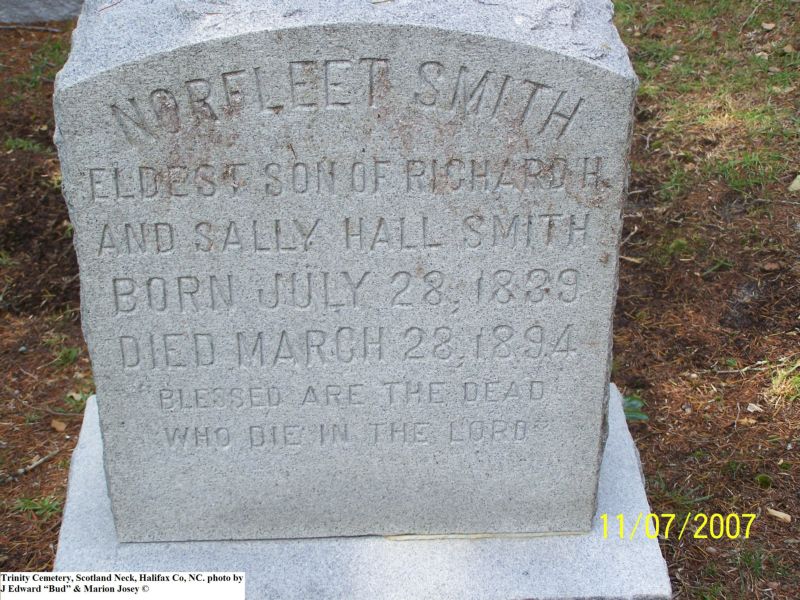 NORFLEET SMITH
ELDEST SON OF RICHARD H.
AND SALLY HALL SMITH
BORN JULY 28, 1839
DIED MARCH 28, 1894
"BLESSED ARE THE DEAD
WHO DIE IN THE LORD"
11/07/2007
Trinity Cemetery, Scotland Neck, Halifax Co, NC. photo by
J Edward “Bud” & Marion Josey ©